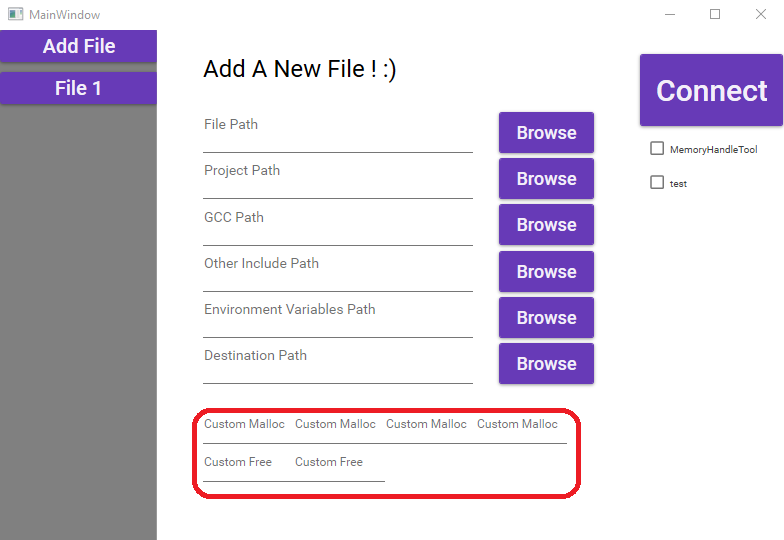 MainWindow
Add File
File 1
Add A New File ! :)
File Path
Browse
Project Path
Browse
GCC Path
Browse
Other Include Path
Browse
Environment Variables Path
Browse
Destination Path
Browse
Custom Malloc Custom Malloc Custom Malloc Custom Malloc
Custom Free Custom Free
Connect
MemoryHandleTool
test